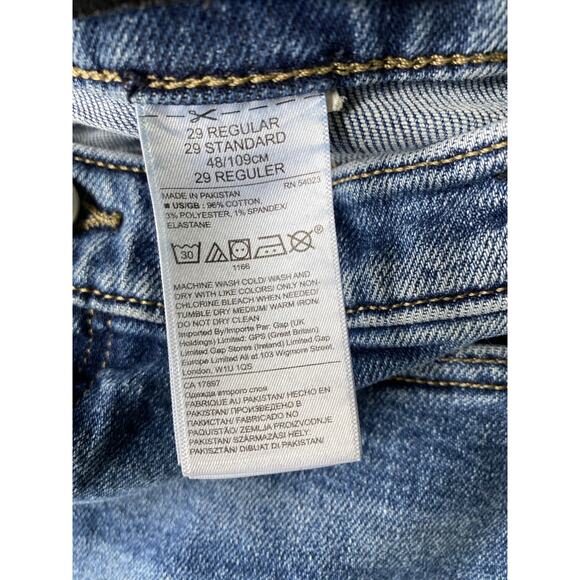 29 REGULAR
29 STANDARD
48/109CM
29 REGULER
MADE IN PAKISTAN RN 54023
■ US/GB: 96% COTTON,
3% POLYESTER, 1% SPANDEX/
ELASTANE
30
1166
MACHINE WASH COLD/ WASH AND
DRY WITH LIKE COLORS/ ONLY NON-
CHLORINE BLEACH WHEN NEEDED/
TUMBLE DRY MEDIUM/ WARM IRON/
DO NOT DRY CLEAN
Imported By/Importe Par: Gap (UK
Holdings) Limited: GPS (Great Britain)
Limited Gap Stores (Ireland) Limited Gap
Europe Limited All at 103 Wigmore Street,
London, W1U 1QS
CA 17897
Одежда второго слоя
FABRIQUE AU PAKISTAN/ HECHO EN
PAKISTAN/ ПРОИЗВЕДЕНО В
ПАКИСТАН/ FABRICADO NO
PAQUISTÃO/ ZEMLJA PROIZVODNJE
PAKISTAN/ SZÁRMAZÁSI HELY:
PAKISZTÁN/ DIBUAT DI PAKISTAN/